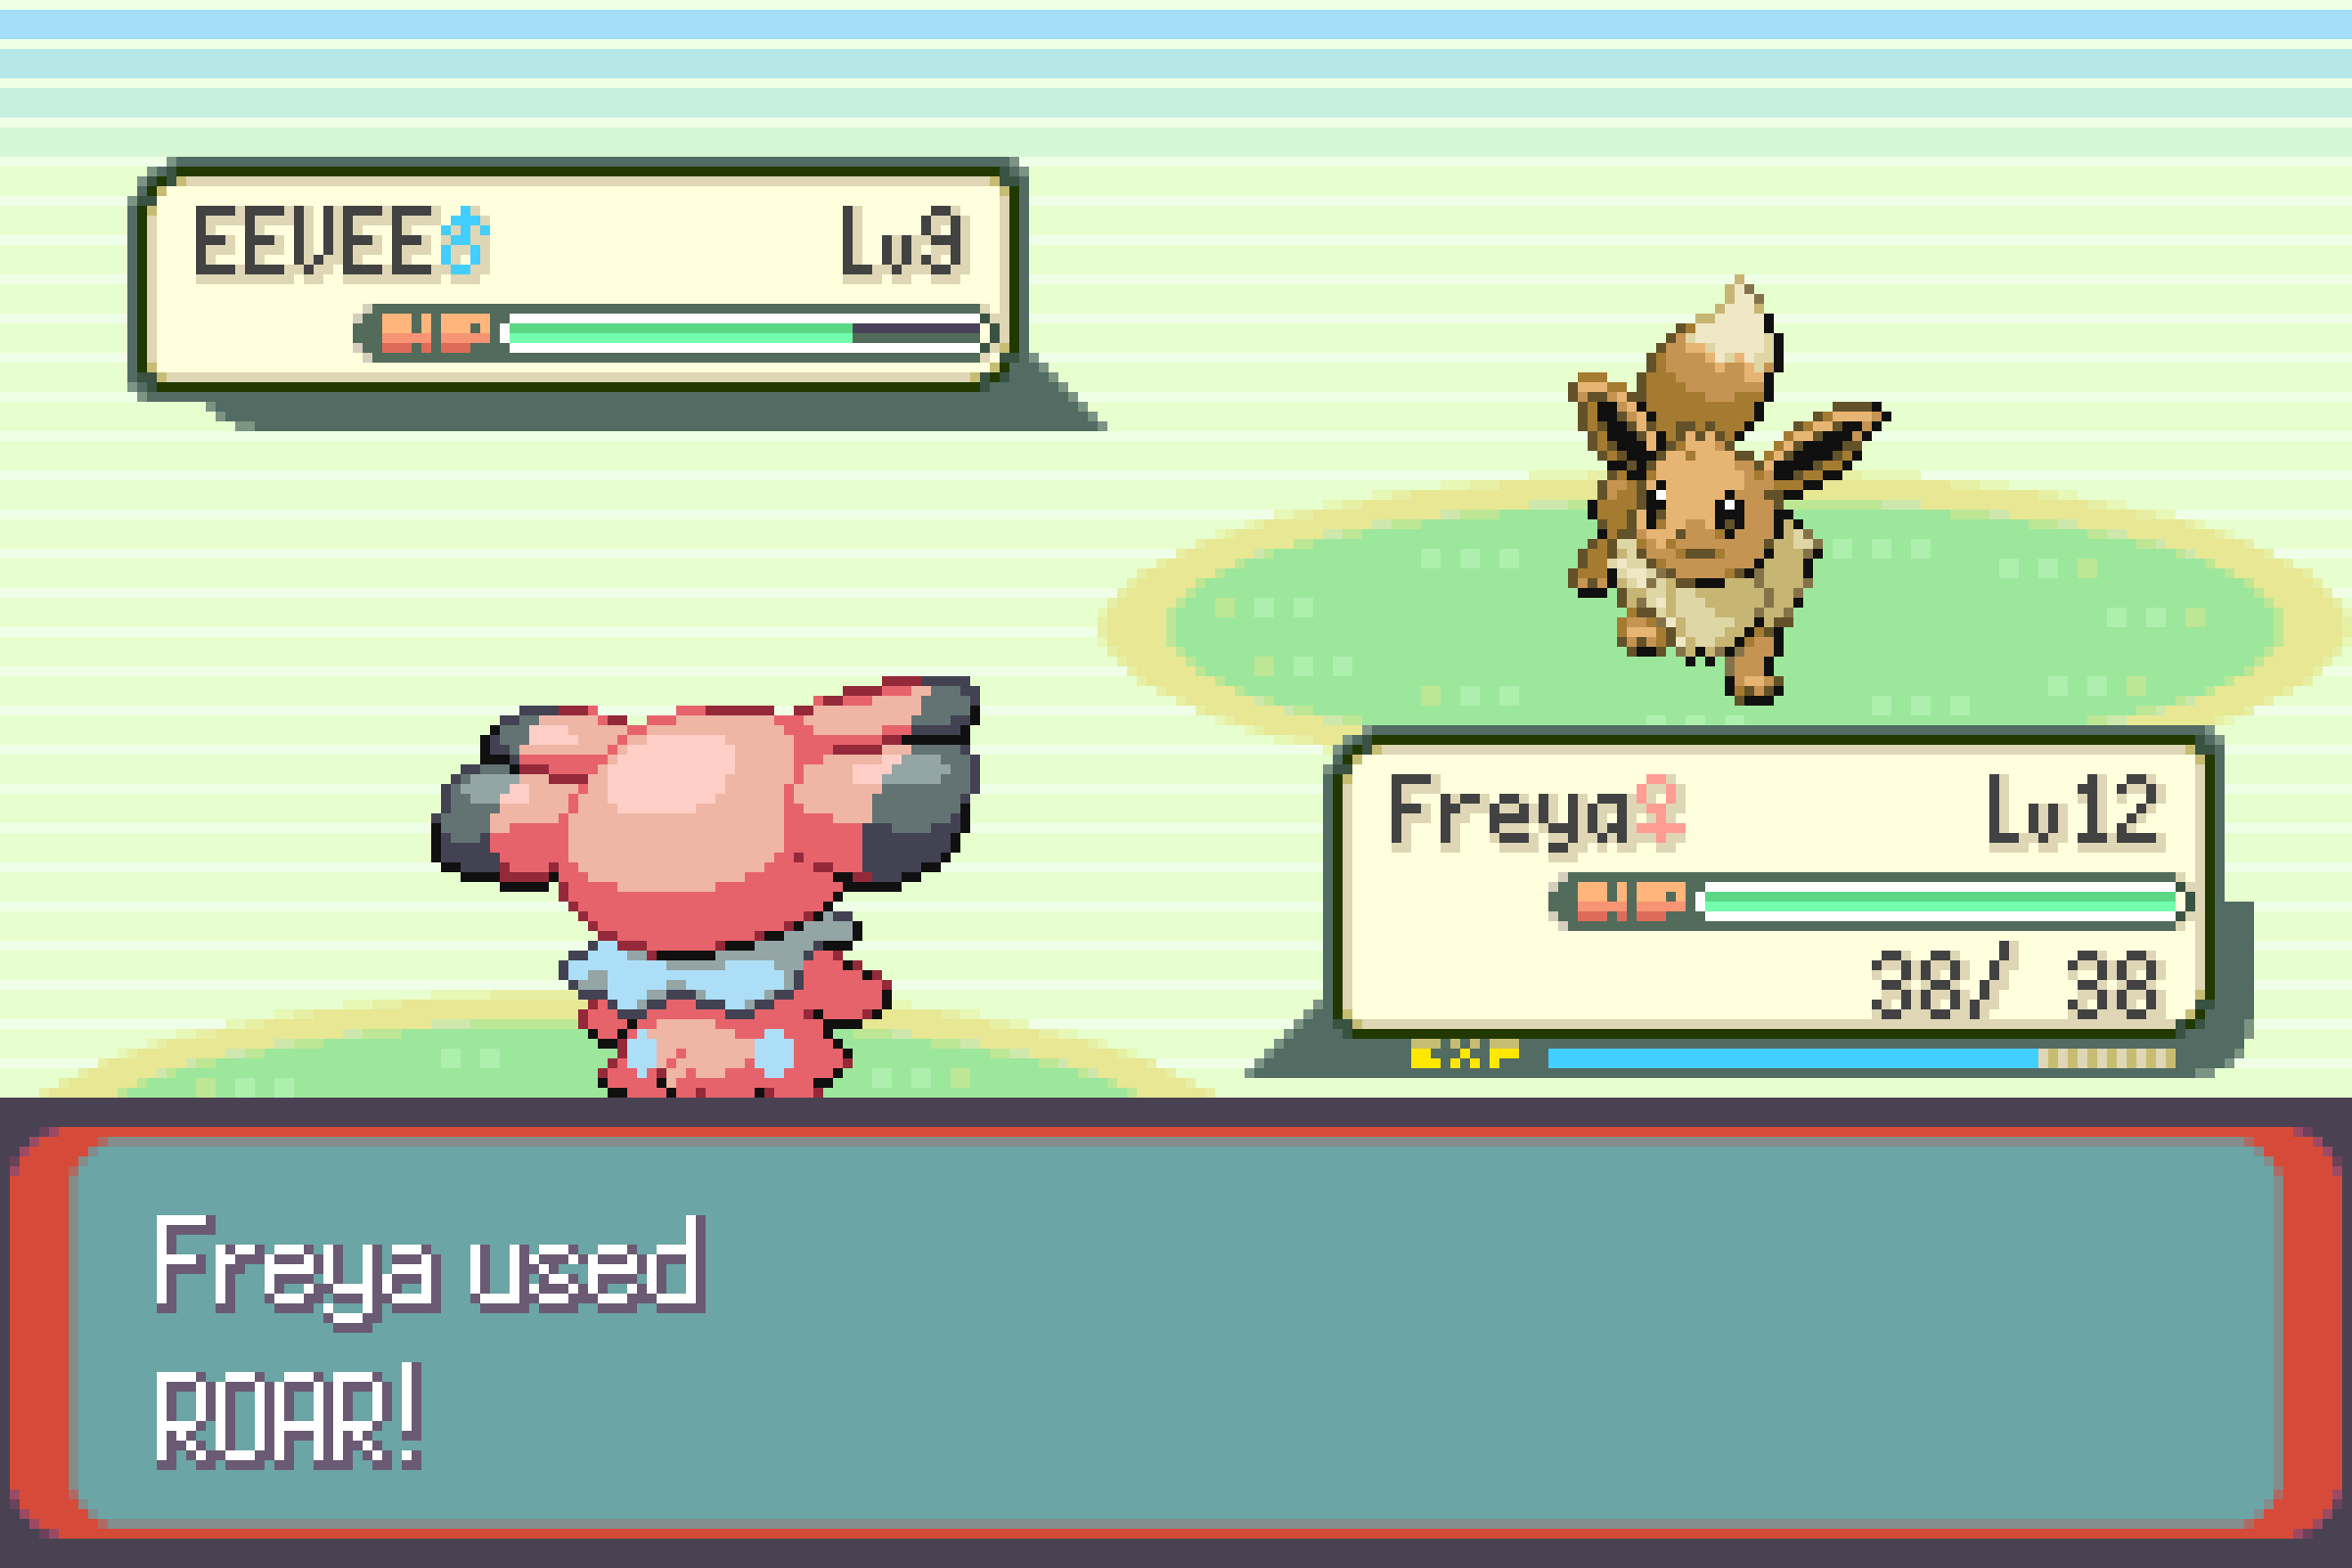 EEVEE♂ Lv9
HP
Freya♀ Lv12
HP
38/ 38
EXP
Freya used
ROAR!